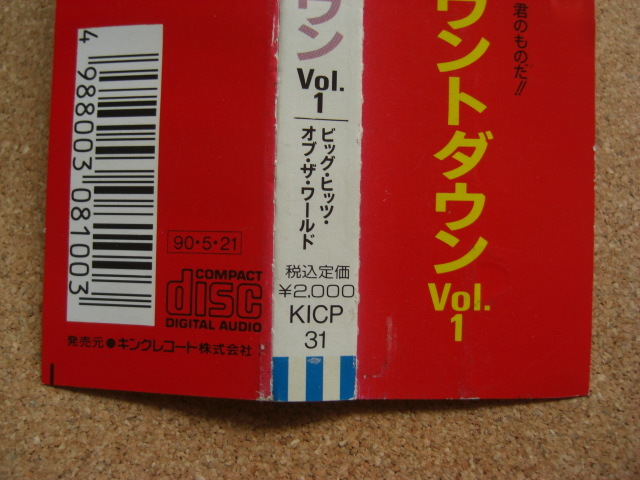 君のものだ!!
ウントダウン Vol. 1
ウン Vol. 1
ビッグ・ヒッツ・
オブ・ザ・ワールド
税込定価
¥2,000
KICP
31
4 988003 081003
90・5・21
COMPACT
disc
DIGITAL AUDIO
発売元●キングレコード株式会社